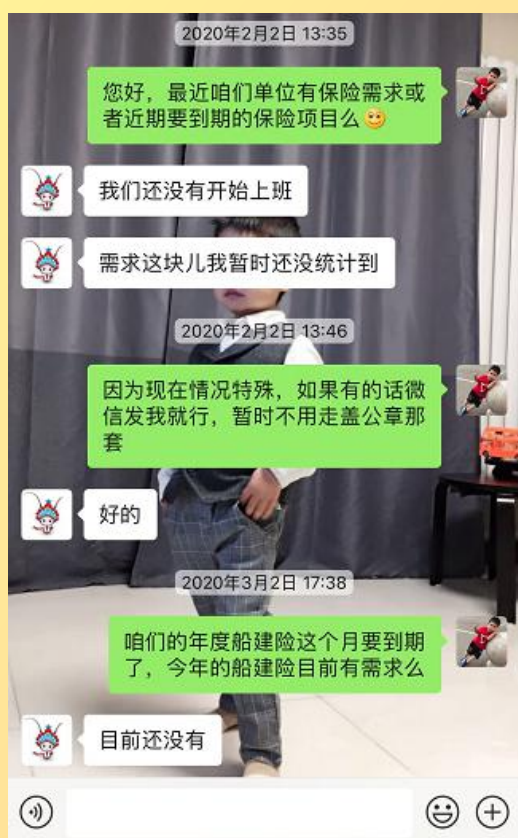 2020年2月2日 13:35
您好，最近咱们单位有保险需求或
者近期要到期的保险项目么
我们还没有开始上班
需求这块儿我暂时还没统计到
2020年2月2日 13:46
因为现在情况特殊，如果有的话微
信发我就行，暂时不用走盖公章那
套
好的
2020年3月2日 17:38
咱们的年度船建险这个月要到期
了，今年的船建险目前有需求么
目前还没有